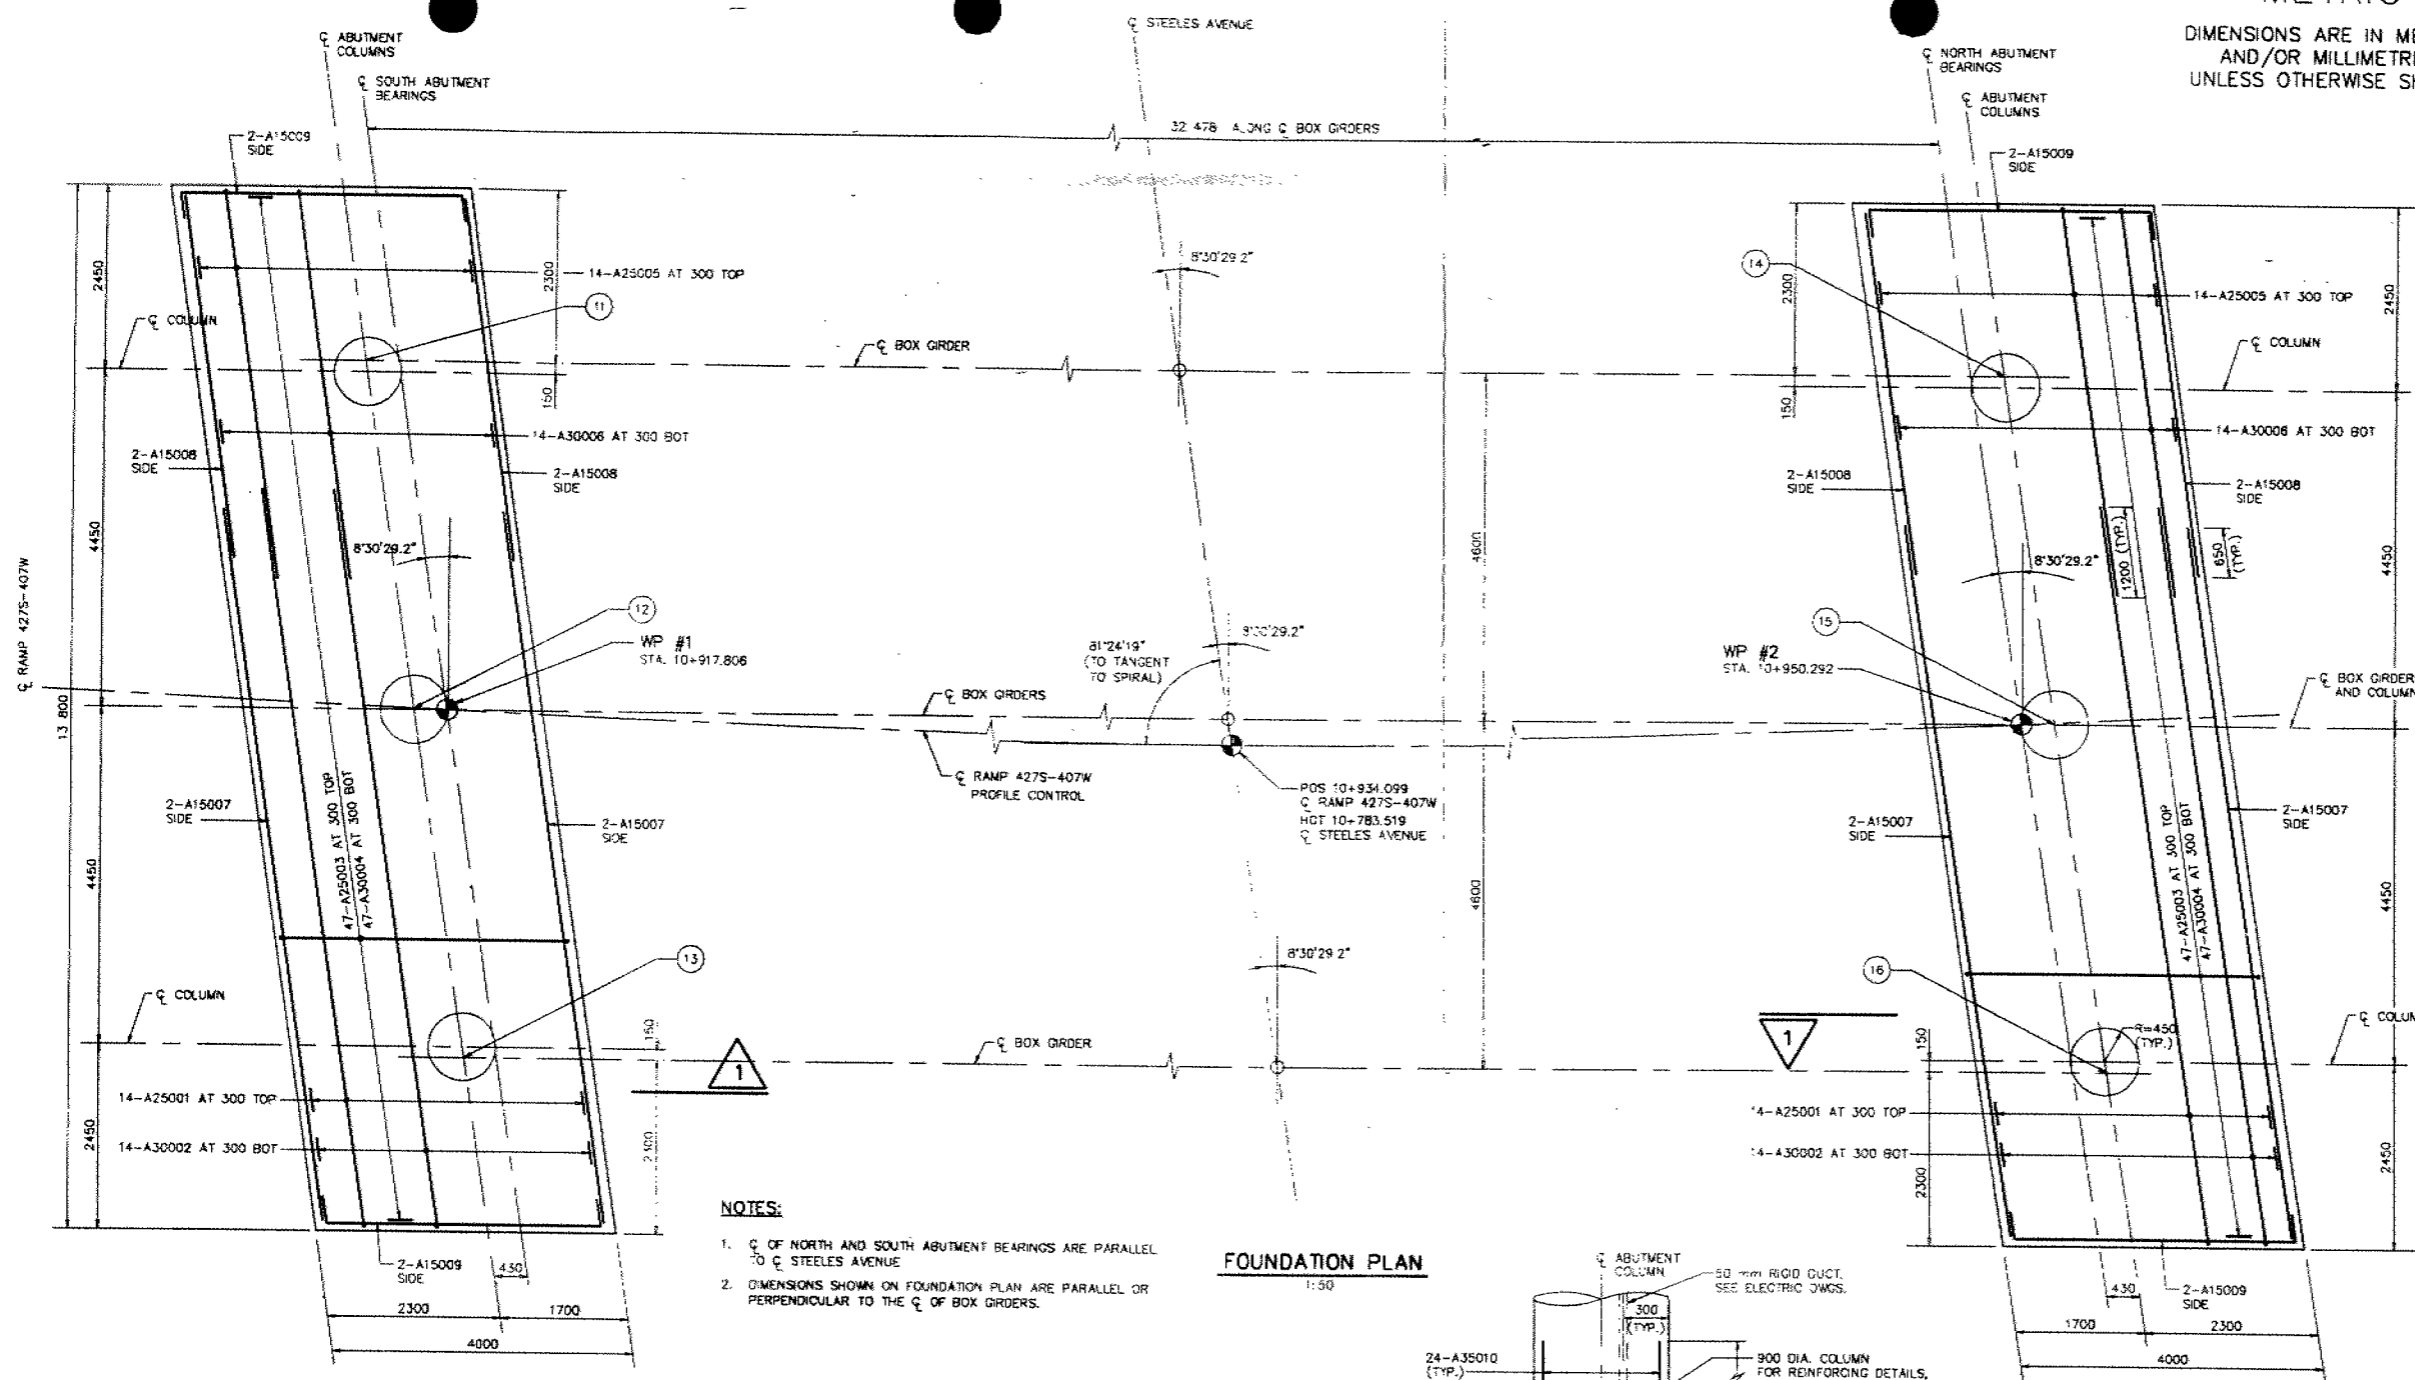 METRIC
DIMENSIONS ARE IN ME
AND/OR MILLIMETRE
UNLESS OTHERWISE SH
℄ ABUTMENT
COLUMNS
℄ SOUTH ABUTMENT
BEARINGS
℄ STEELES AVENUE
℄ NORTH ABUTMENT
BEARINGS
℄ ABUTMENT
COLUMNS
32 478 ALONG ℄ BOX GIRDERS
2-A15009
SIDE
2-A15009
SIDE
2450
2300
14-A25005 AT 300 TOP
11
8°30'29.2"
14
2300
14-A25005 AT 300 TOP
2450
℄ COLUMN
℄ BOX GIRDER
℄ COLUMN
150
150
14-A30006 AT 300 BOT
14-A30006 AT 300 BOT
2-A15008
SIDE
2-A15008
SIDE
2-A15008
SIDE
2-A15008
SIDE
4450
8°30'29.2"
4600
1200 (TYP.)
8°30'29.2"
650
(TYP.)
4450
℄ RAMP 427S-407W
13 800
12
WP #1
STA. 10+917.806
81°24'19"
(TO TANGENT
TO SPIRAL)
8°30'29.2"
15
WP #2
STA. 10+950.292
℄ BOX GIRDERS
℄ BOX GIRDER
AND COLUMN
℄ RAMP 427S-407W
PROFILE CONTROL
POS 10+934.099
℄ RAMP 427S-407W
HCT 10+783.519
℄ STEELES AVENUE
2-A15007
SIDE
2-A15007
SIDE
2-A15007
SIDE
2-A15007
SIDE
47-A25003 AT 300 TOP
47-A30004 AT 300 BOT
47-A25003 AT 300 TOP
47-A30004 AT 300 BOT
4450
4600
4450
13
8°30'29.2"
16
℄ COLUMN
℄ BOX GIRDER
℄ COLUM
150
1
1
150
R=450
(TYP.)
14-A25001 AT 300 TOP
14-A25001 AT 300 TOP
14-A30002 AT 300 BOT
14-A30002 AT 300 BOT
2450
2300
2300
2450
2-A15009
SIDE
430
2300
1700
4000
NOTES:
1. ℄ OF NORTH AND SOUTH ABUTMENT BEARINGS ARE PARALLEL
TO ℄ STEELES AVENUE
2. DIMENSIONS SHOWN ON FOUNDATION PLAN ARE PARALLEL OR
PERPENDICULAR TO THE ℄ OF BOX GIRDERS.
FOUNDATION PLAN
1:50
℄ ABUTMENT
COLUMN
50 mm RIGID DUCT.
SEE ELECTRIC DWGS.
300
(TYP.)
24-A35010
(TYP.)
900 DIA. COLUMN
FOR REINFORCING DETAILS,
430
2-A15009
SIDE
1700
2300
4000